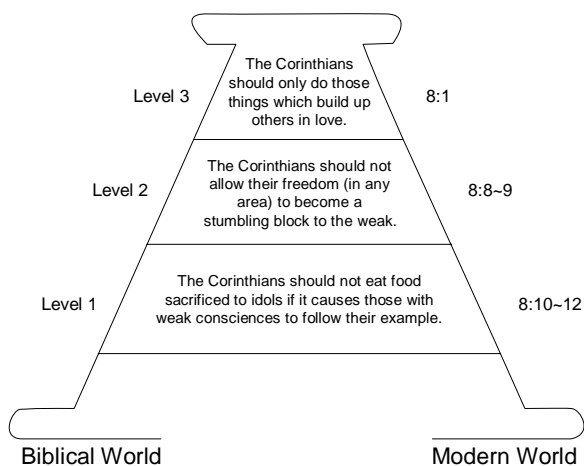 The Corinthians
should only do those
things which build up
others in love.
Level 3
8:1
The Corinthians should not
allow their freedom (in any
area) to become a
stumbling block to the weak.
Level 2
8:8~9
The Corinthians should not eat food
sacrificed to idols if it causes those with
weak consciences to follow their example.
Level 1
8:10~12
Biblical World
Modern World